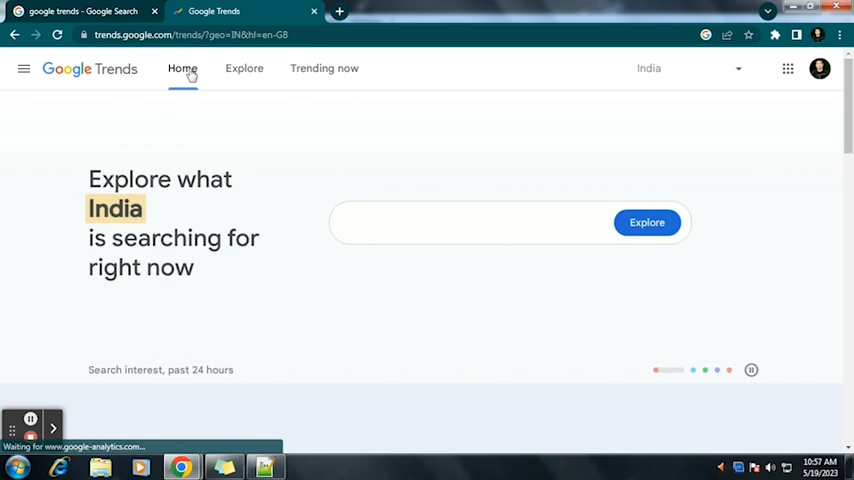 google trends - Google Search
Google Trends
trends.google.com/trends/?geo=IN&hl=en-GB
Google Trends
Home
Explore
Trending now
India
Explore what
India
is searching for
right now
Explore
Search interest, past 24 hours
Waiting for www.google-analytics.com...
10:57 AM
5/19/2023